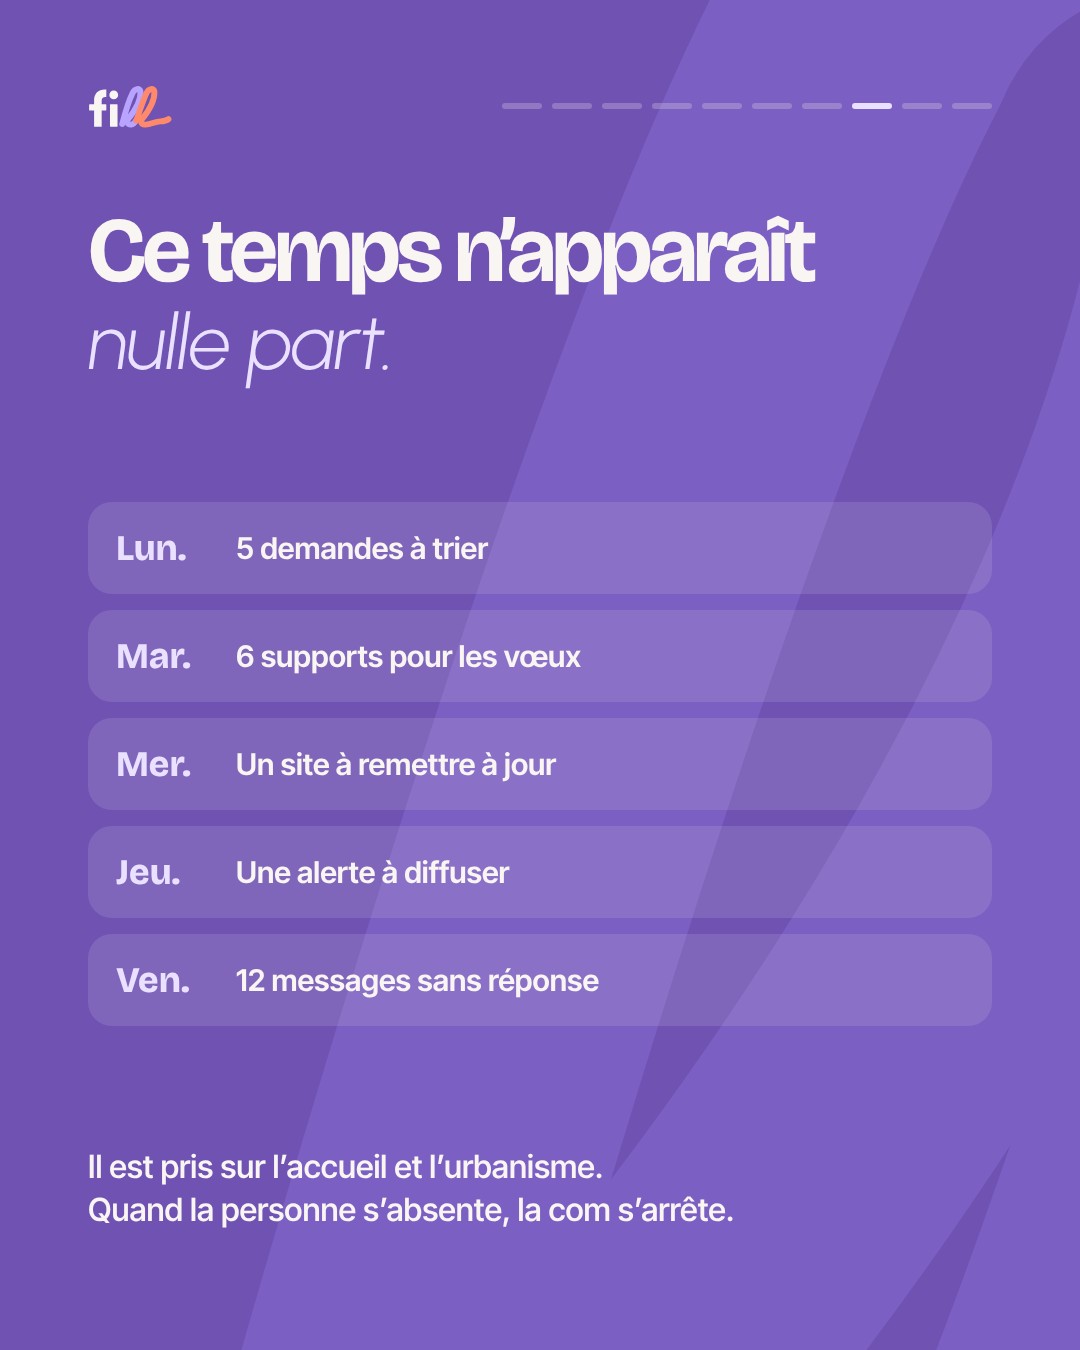 fill
Ce temps n’apparaît
nulle part.
Lun. 5 demandes à trier
Mar. 6 supports pour les vœux
Mer. Un site à remettre à jour
Jeu. Une alerte à diffuser
Ven. 12 messages sans réponse
Il est pris sur l’accueil et l’urbanisme.
Quand la personne s’absente, la com s’arrête.